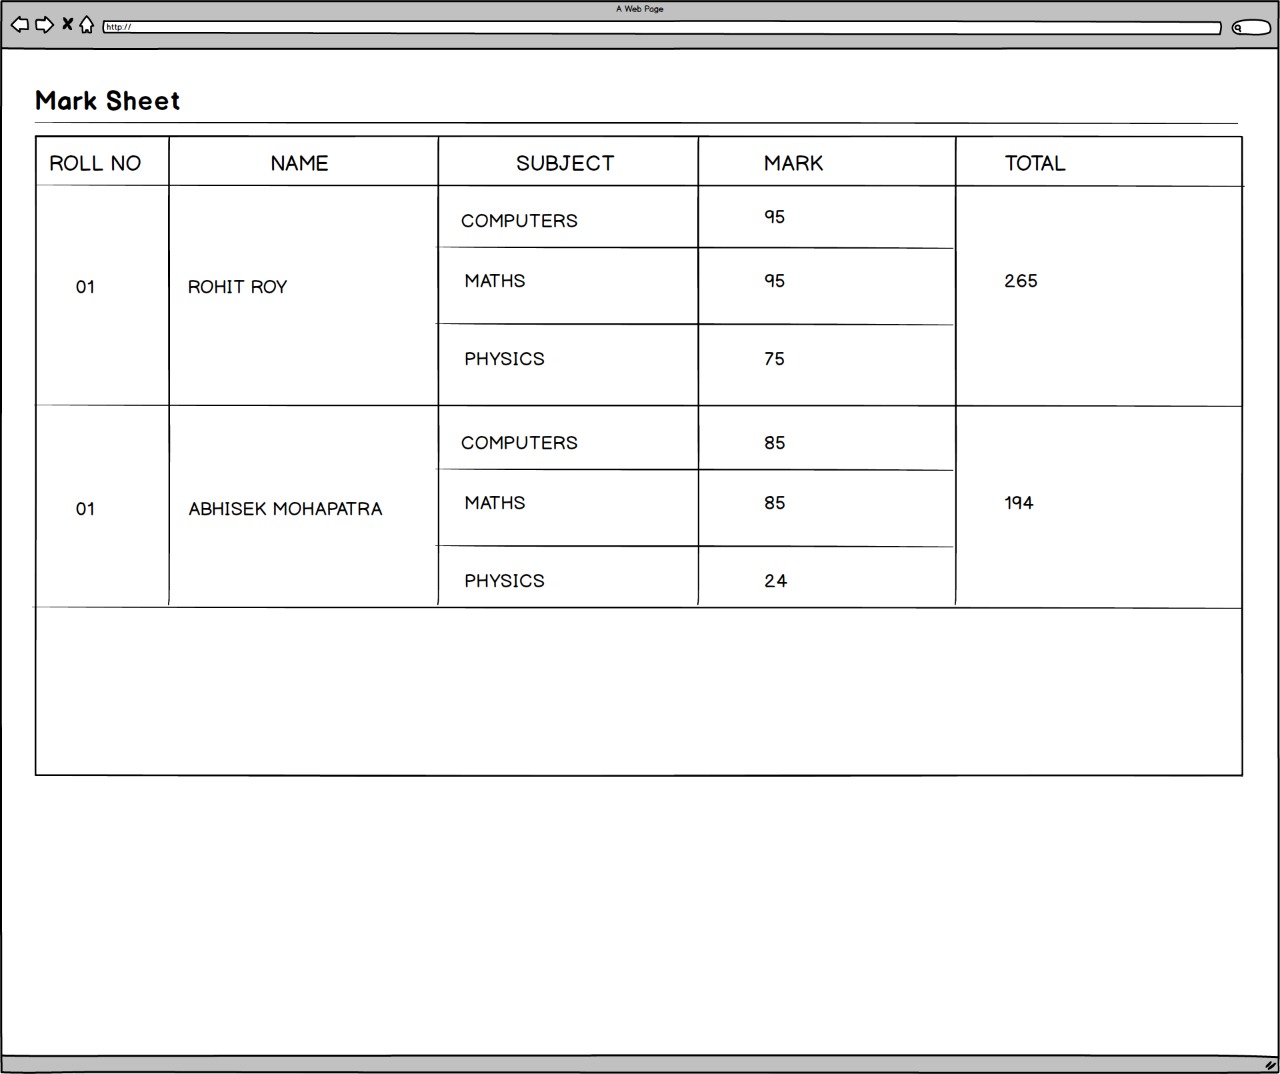 A Web Page
http://
Mark Sheet
ROLL NO NAME SUBJECT MARK TOTAL
COMPUTERS 95
01 ROHIT ROY MATHS 95 265
PHYSICS 75
COMPUTERS 85
01 ABHISEK MOHAPATRA MATHS 85 194
PHYSICS 24